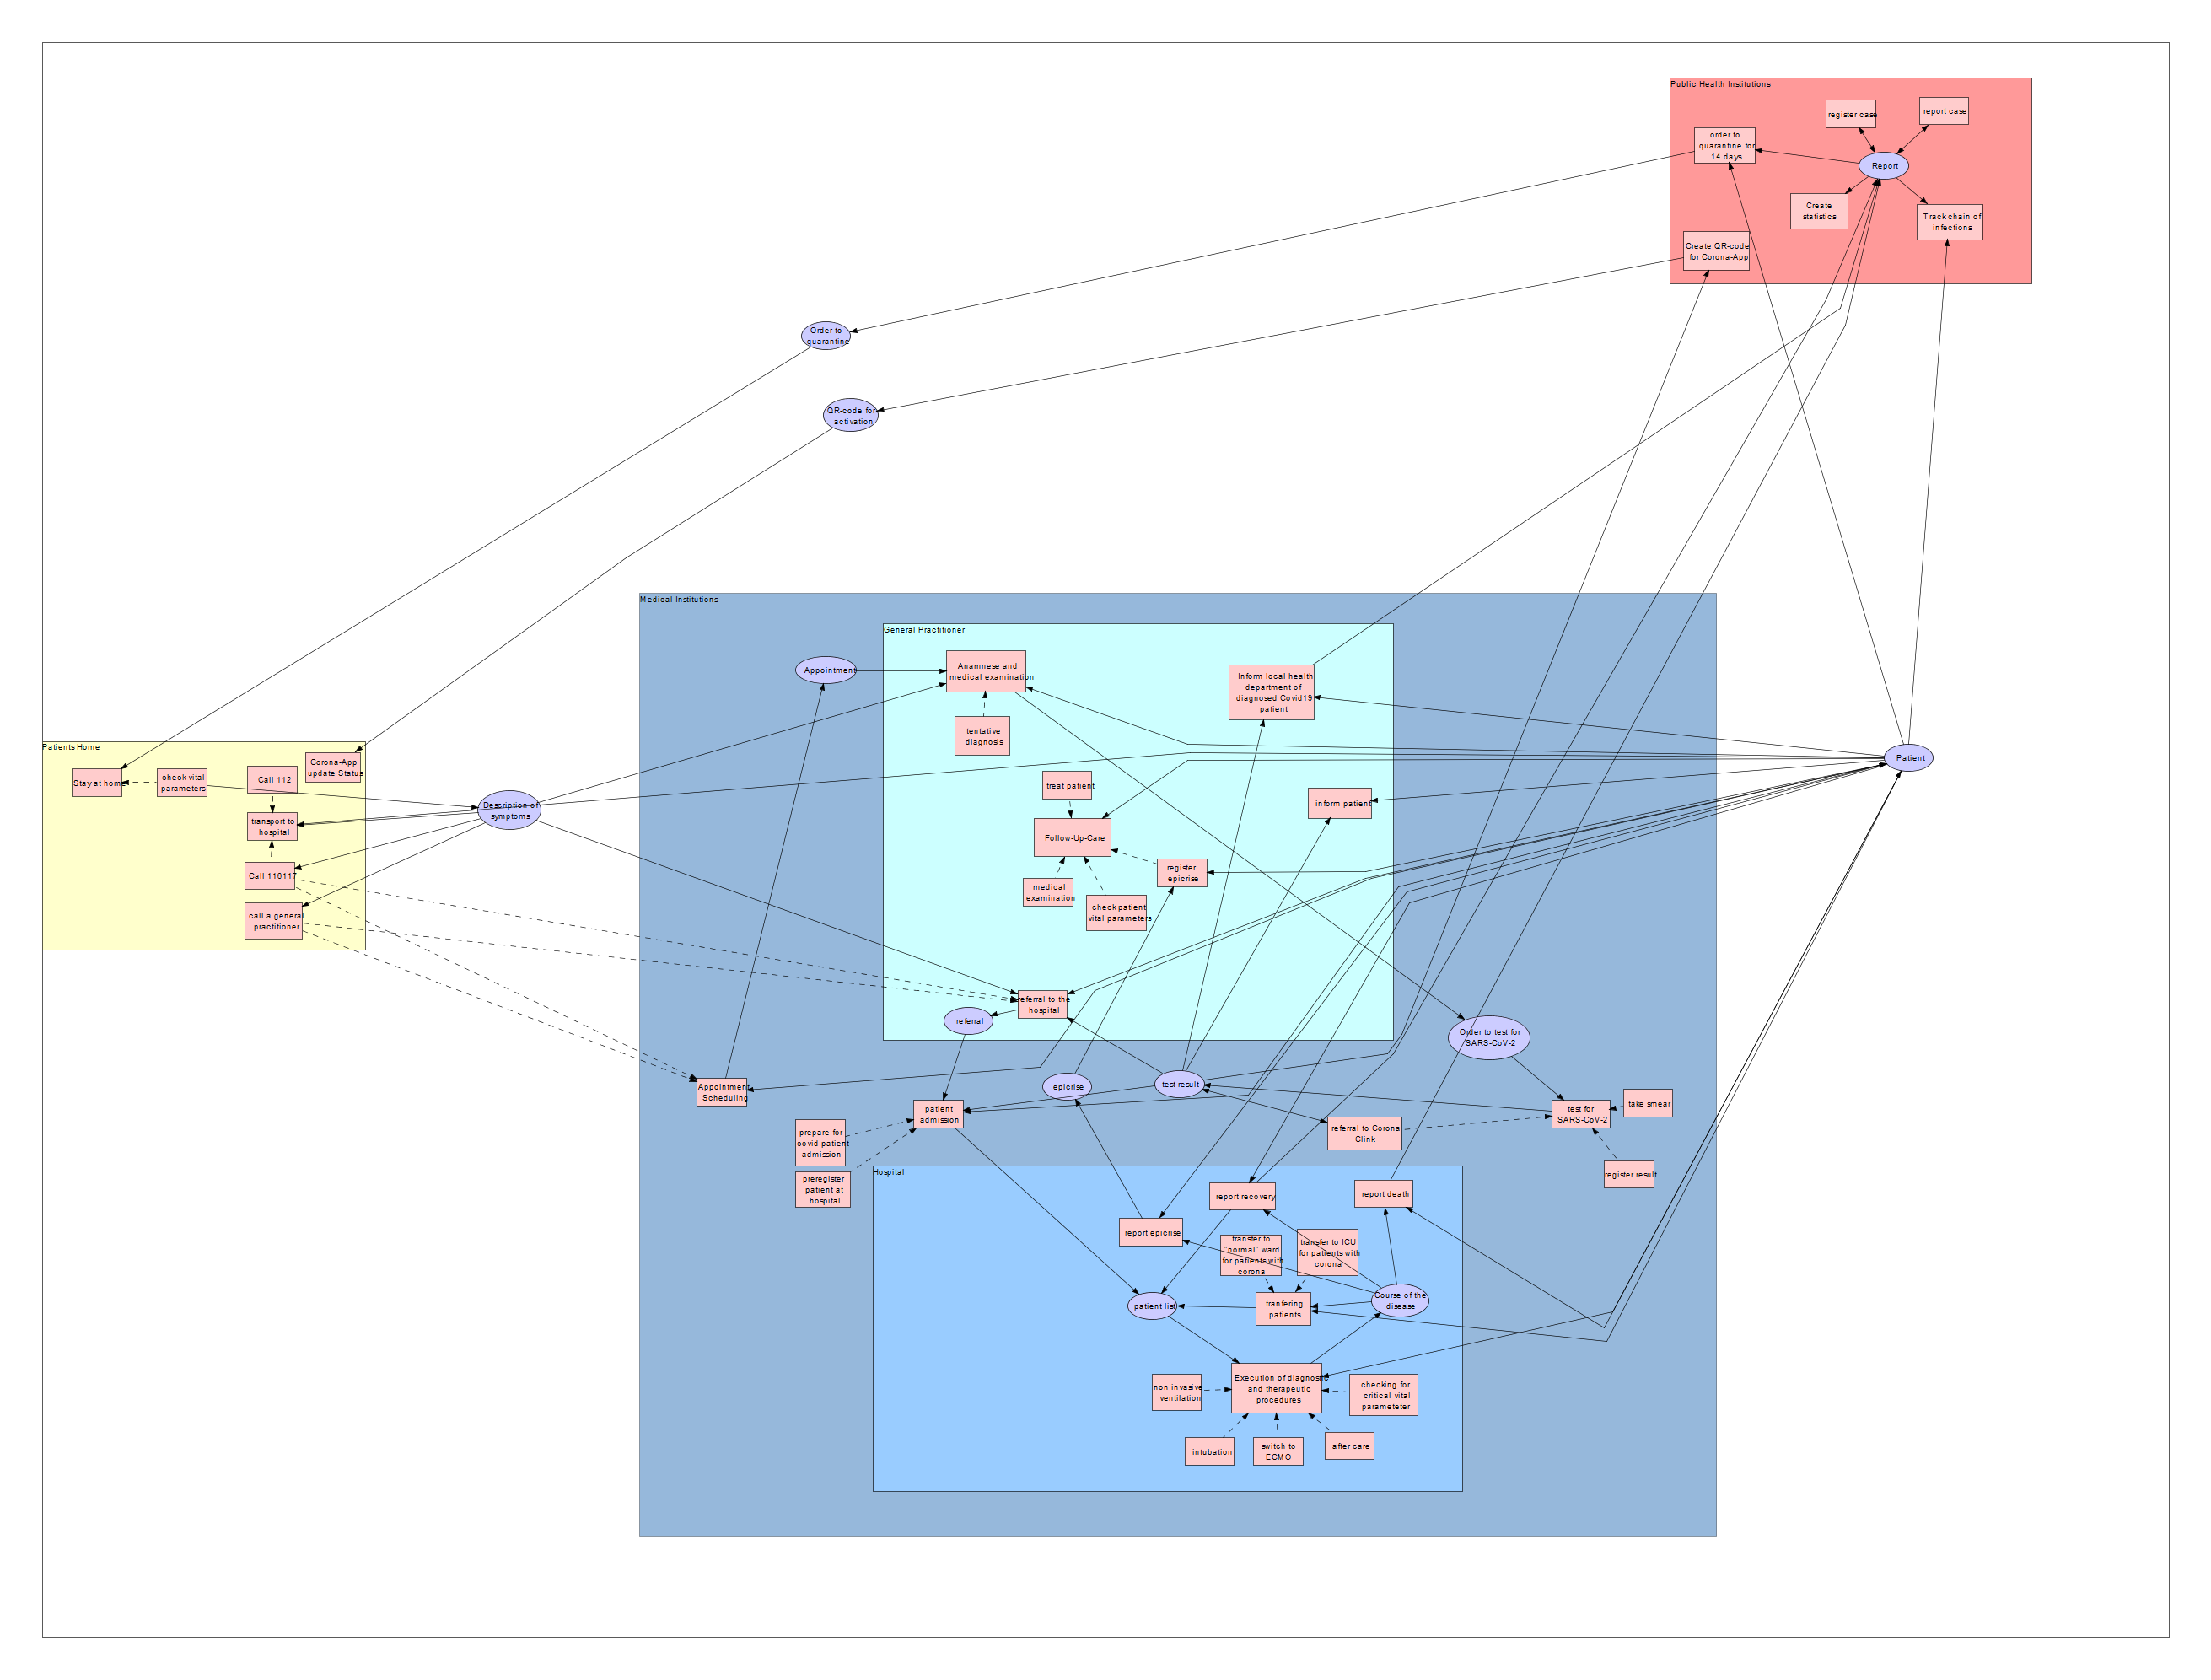 Public Health Institutions
register case
report case
order to
quarantine for
14 days
Report
Create
statistics
Track chain of
infections
Create QR-code
for Corona-App
Order to
quarantine
QR-code for
activation
Medical Institutions
General Practitioner
Appointment
Anamnese and
medical examination
Inform local health
department of
diagnosed Covid19
patient
tentative
diagnosis
Patients Home
Corona-App
update Status
Stay at home
check vital
parameters
Call 112
Description of
symptoms
transport to
hospital
Call 116117
call a general
practitioner
Patient
treat patient
inform patient
Follow-Up-Care
register
epicrise
medical
examination
check patient
vital parameters
referral to the
hospital
referral
Order to test for
SARS-CoV-2
Appointment
Scheduling
epicrise
test result
patient
admission
prepare for
covid patient
admission
preregister
patient at
hospital
referral to Corona
Clink
test for
SARS-CoV-2
take smear
register result
Hospital
report recovery
report death
report epicrise
transfer to
"normal" ward
for patients with
corona
transfer to ICU
for patients with
corona
patient list
tranfering
patients
Course of the
disease
non invasive
ventilation
Execution of diagnostic
and therapeutic
procedures
checking for
critical vital
parameteter
intubation
switch to
ECMO
after care